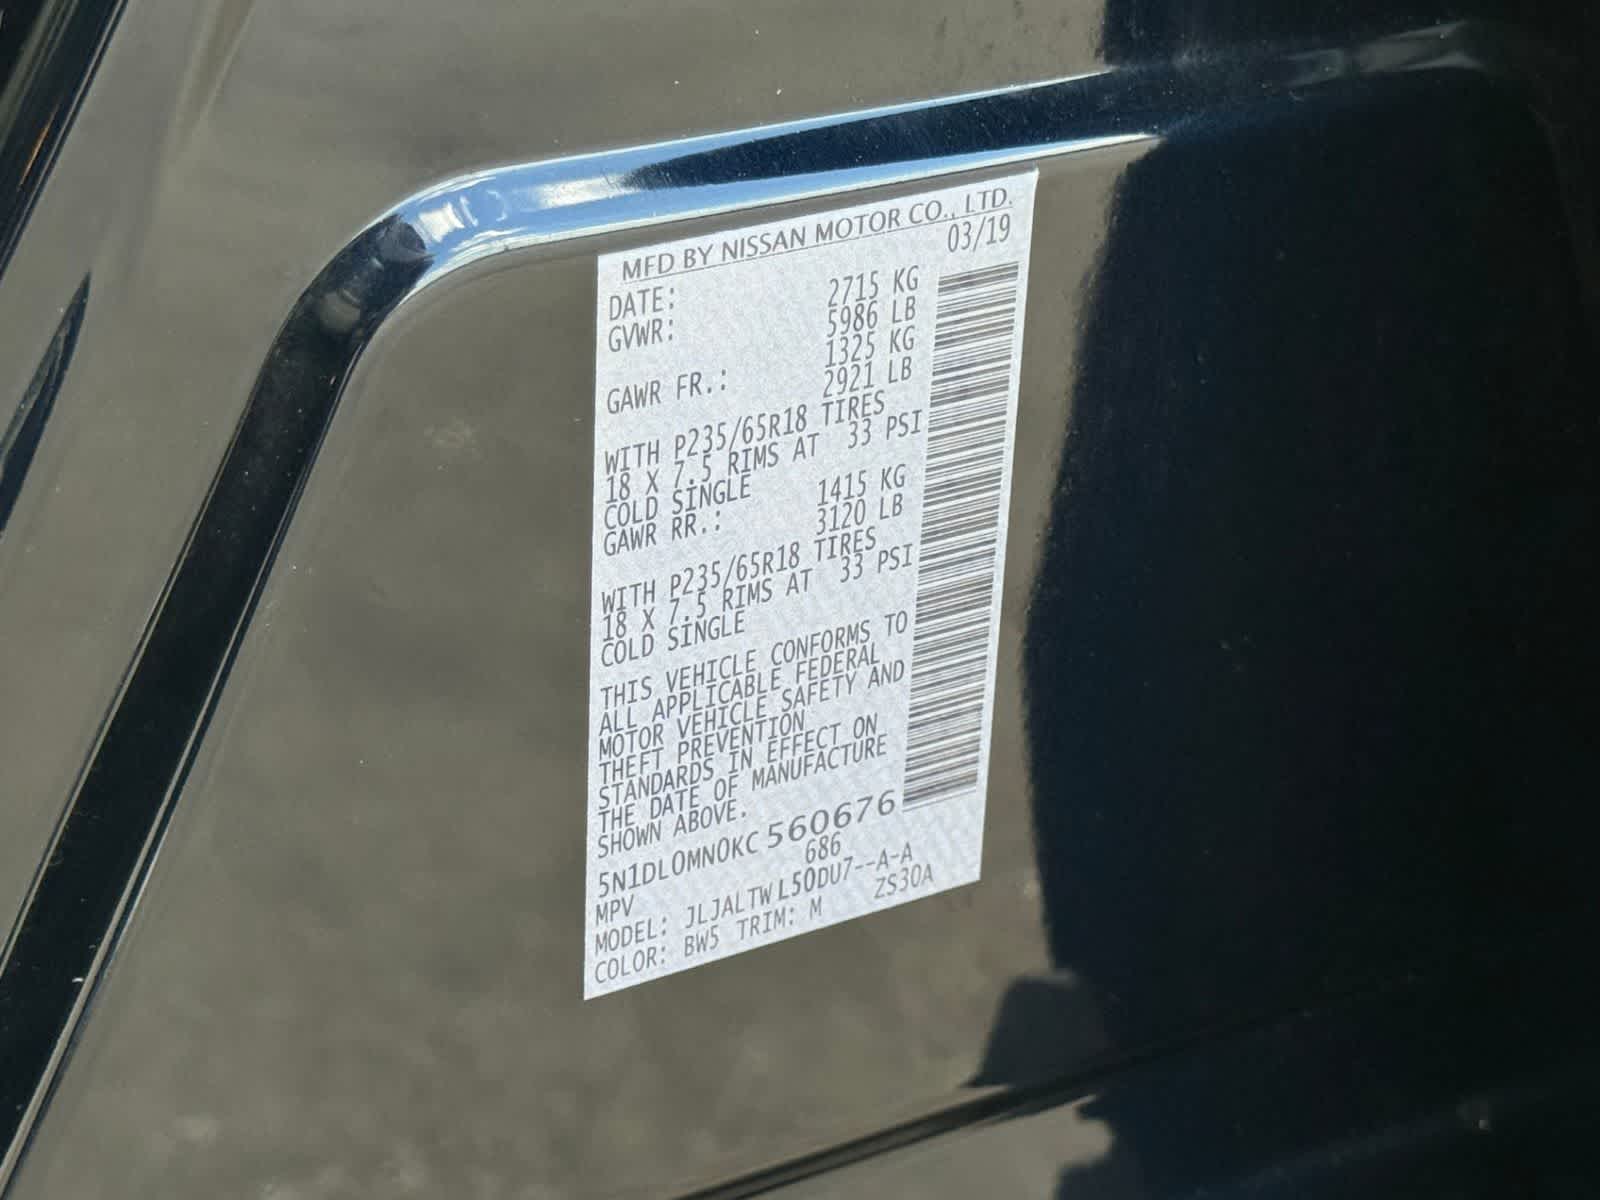 MFD BY NISSAN MOTOR CO., LTD.
DATE: 03/19
GVWR: 2715 KG
5986 LB
GAWR FR.: 1325 KG
2921 LB
WITH P235/65R18 TIRES
18 X 7.5 RIMS AT 33 PSI
COLD SINGLE
GAWR RR.: 1415 KG
3120 LB
WITH P235/65R18 TIRES
18 X 7.5 RIMS AT 33 PSI
COLD SINGLE
THIS VEHICLE CONFORMS TO
ALL APPLICABLE FEDERAL
MOTOR VEHICLE SAFETY AND
THEFT PREVENTION
STANDARDS IN EFFECT ON
THE DATE OF MANUFACTURE
SHOWN ABOVE.
5N1DL0MN0KC560676
MPV 686
MODEL: JLJALTWL50DU7--A-A
COLOR: BW5 TRIM: M ZS30A